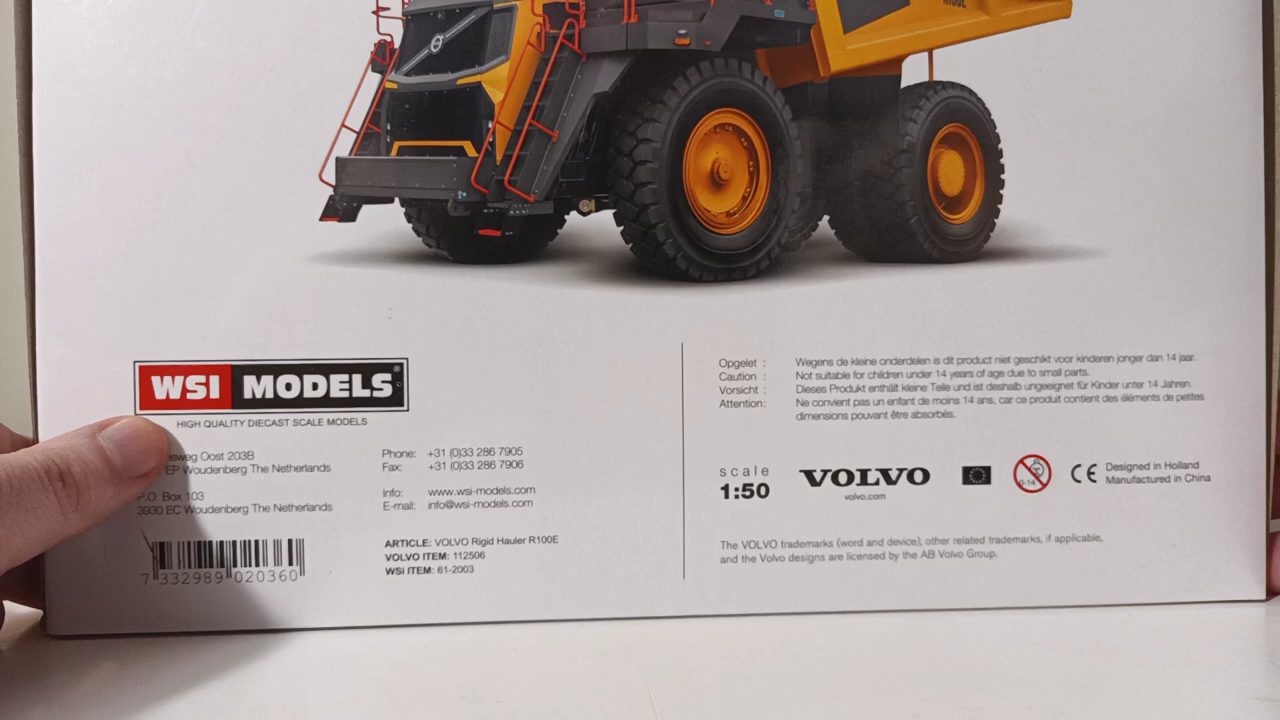 R100E
WSI MODELS®
HIGH QUALITY DIECAST SCALE MODELS
Oost 203B
EP Woudenberg The Netherlands
P.O. Box 103
3930 EC Woudenberg The Netherlands
Phone: +31 (0)33 286 7905
Fax: +31 (0)33 286 7906
Info: www.wsi-models.com
E-mail: info@wsi-models.com
ARTICLE: VOLVO Rigid Hauler R100E
VOLVO ITEM: 112506
WSI ITEM: 61-2003
7 332989 020360
Opgelet : Wegens de kleine onderdelen is dit product niet geschikt voor kinderen jonger dan 14 jaar.
Caution : Not suitable for children under 14 years of age due to small parts.
Vorsicht : Dieses Produkt enthält kleine Teile und ist deshalb ungeeignet für Kinder unter 14 Jahren.
Attention: Ne convient pas un enfant de moins 14 ans, car ce produit contient des éléments de petites
dimensions pouvant être absorbés.
scale
1:50
VOLVO
volvo.com
0-14
CE
Designed in Holland
Manufactured in China
The VOLVO trademarks (word and device), other related trademarks, if applicable,
and the Volvo designs are licensed by the AB Volvo Group.